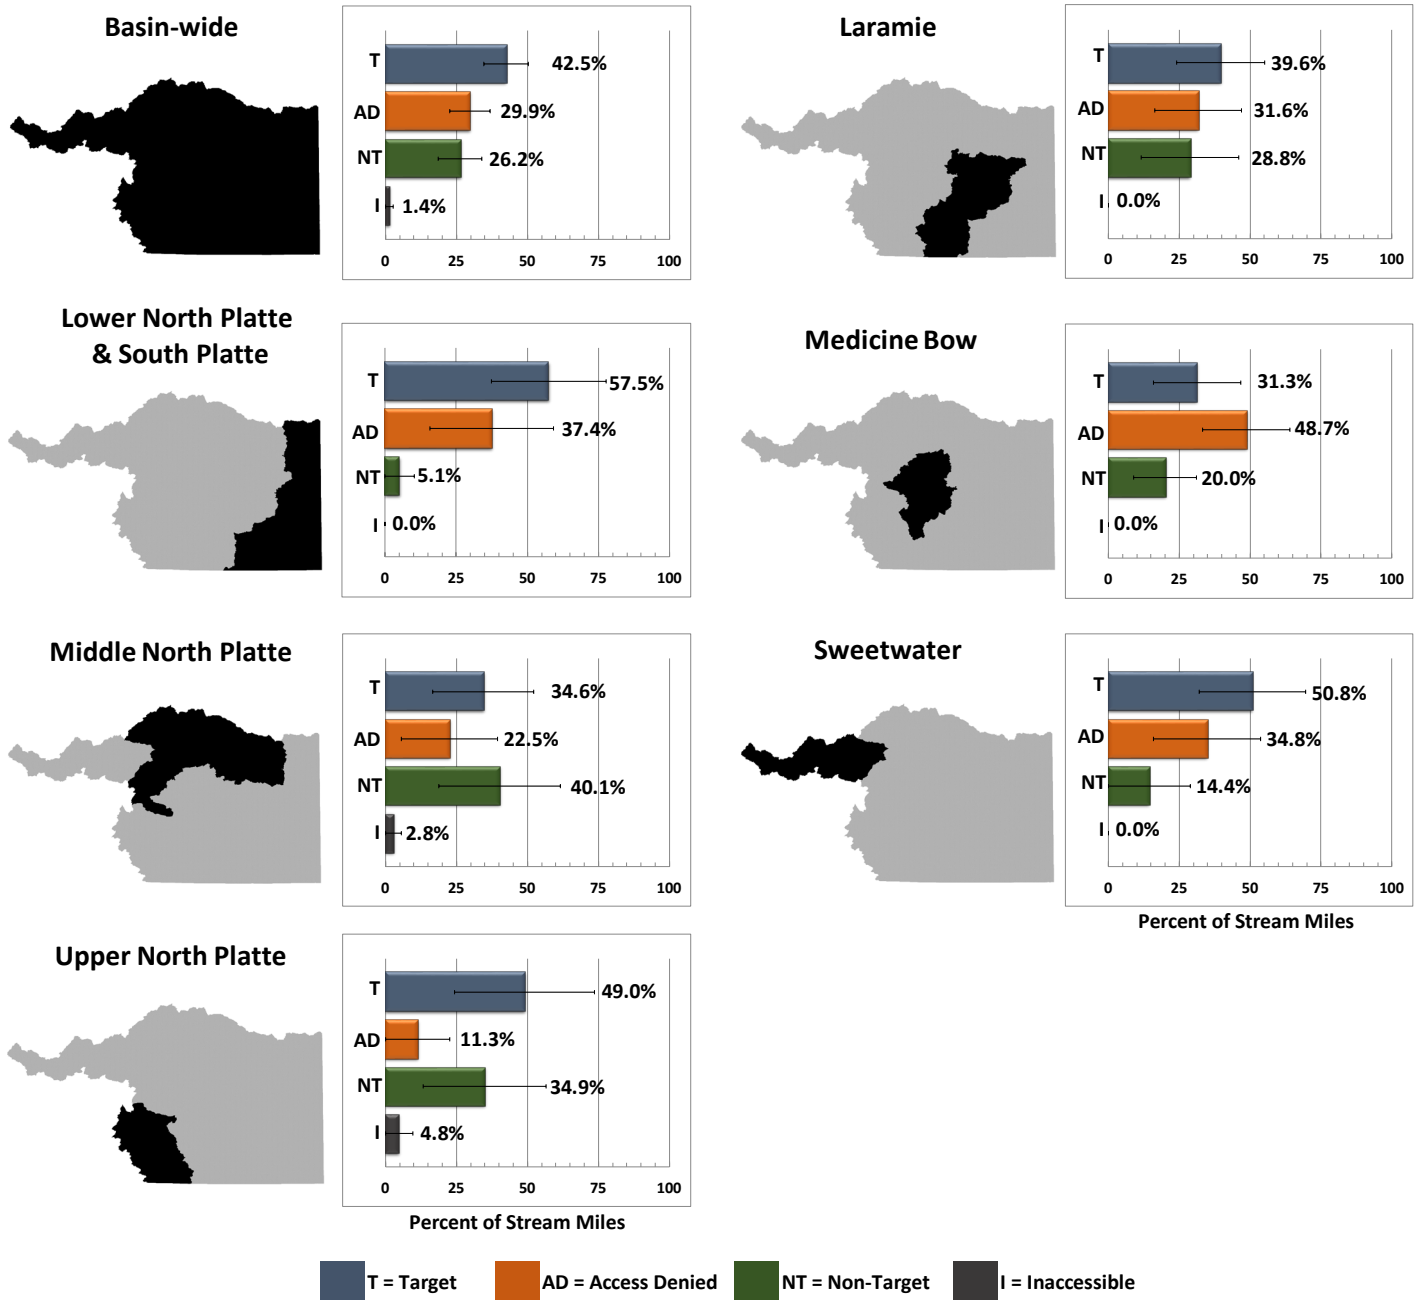 Basin-wide
T 42.5%
AD 29.9%
NT 26.2%
I 1.4%
0 25 50 75 100
Laramie
T 39.6%
AD 31.6%
NT 28.8%
I 0.0%
0 25 50 75 100
Lower North Platte
& South Platte
T 57.5%
AD 37.4%
NT 5.1%
I 0.0%
0 25 50 75 100
Medicine Bow
T 31.3%
AD 48.7%
NT 20.0%
I 0.0%
0 25 50 75 100
Middle North Platte
T 34.6%
AD 22.5%
NT 40.1%
I 2.8%
0 25 50 75 100
Sweetwater
T 50.8%
AD 34.8%
NT 14.4%
I 0.0%
0 25 50 75 100
Percent of Stream Miles
Upper North Platte
T 49.0%
AD 11.3%
NT 34.9%
I 4.8%
0 25 50 75 100
Percent of Stream Miles
T = Target AD = Access Denied NT = Non-Target I = Inaccessible